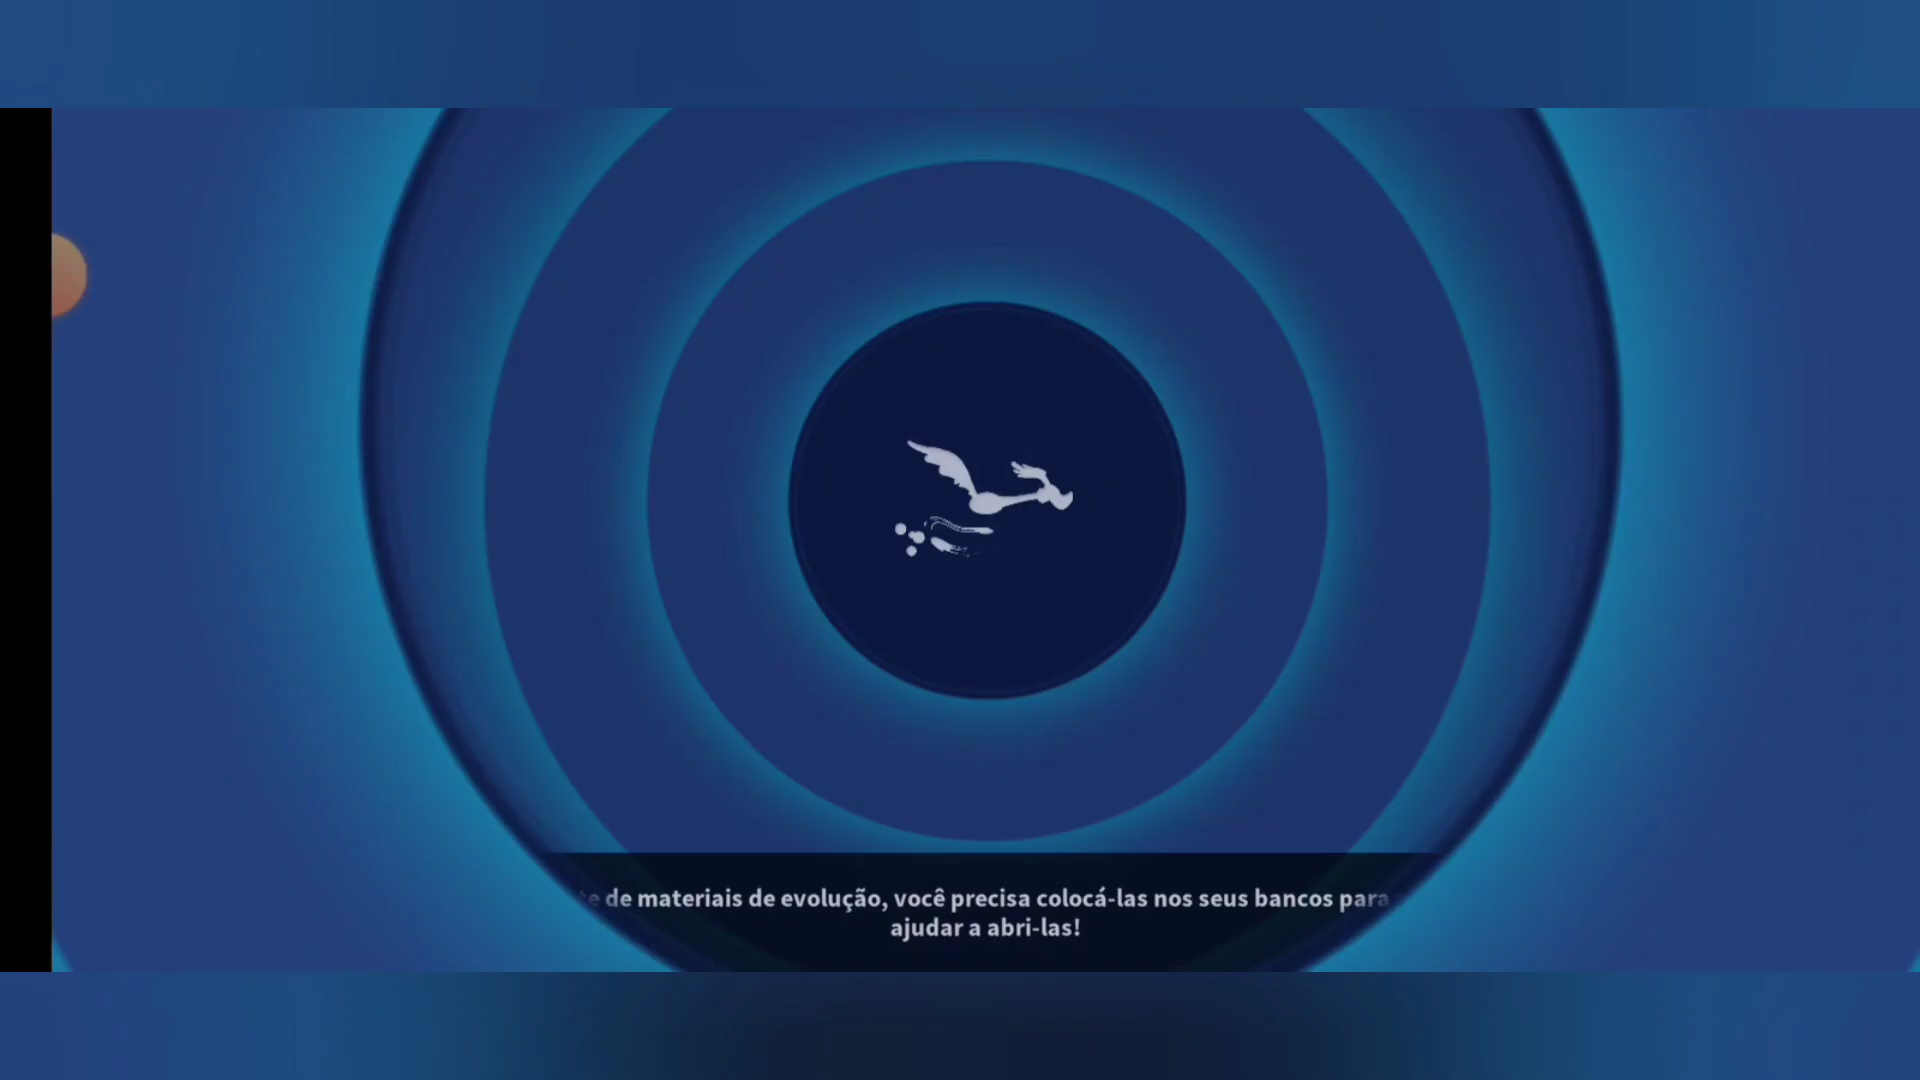 de materiais de evolução, você precisa colocá-las nos seus bancos para
ajudar a abri-las!